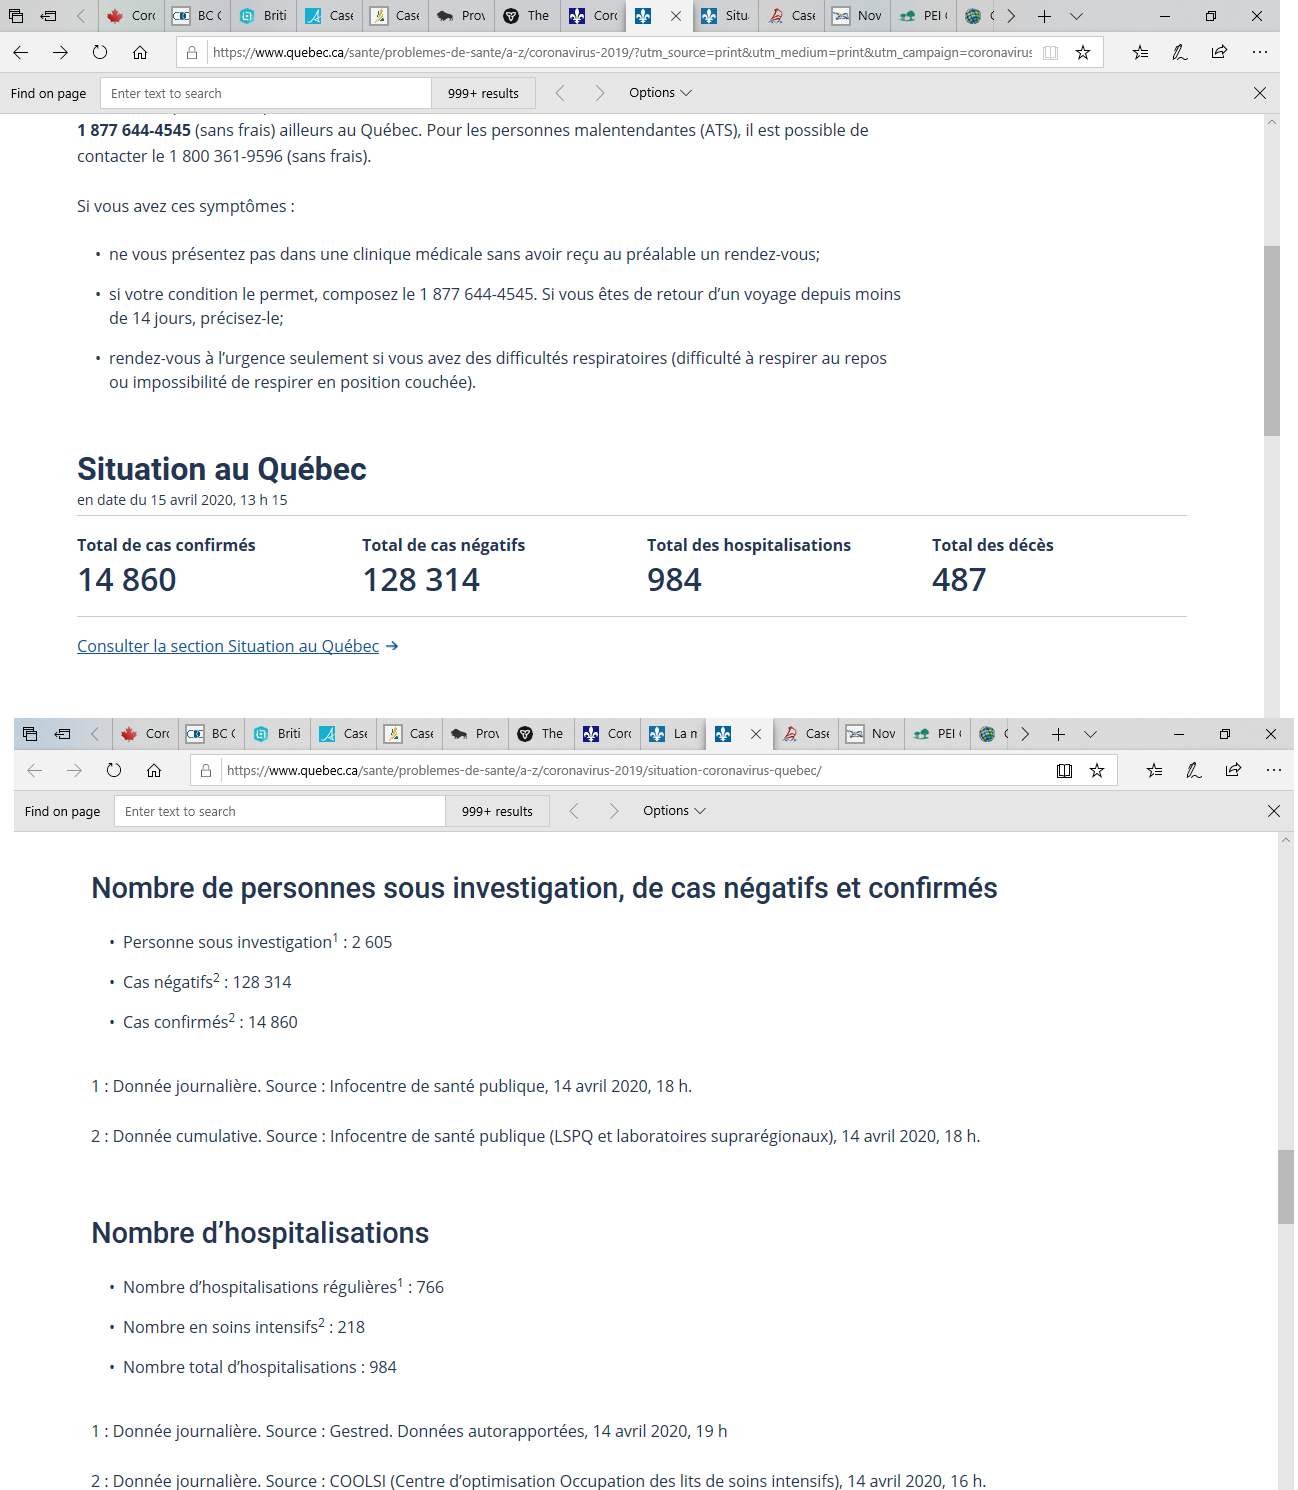 Corc
BC C
Briti
Case
Case
Prov
The
Corc
Situ
Case
Nov
PEI
https://www.quebec.ca/sante/problemes-de-sante/a-z/coronavirus-2019/?utm_source=print&utm_medium=print&utm_campaign=coronavirus
Find on page
Enter text to search
999+ results
Options
1 877 644-4545 (sans frais) ailleurs au Québec. Pour les personnes malentendantes (ATS), il est possible de
contacter le 1 800 361-9596 (sans frais).
Si vous avez ces symptômes :
• ne vous présentez pas dans une clinique médicale sans avoir reçu au préalable un rendez-vous;
• si votre condition le permet, composez le 1 877 644-4545. Si vous êtes de retour d’un voyage depuis moins
de 14 jours, précisez-le;
• rendez-vous à l’urgence seulement si vous avez des difficultés respiratoires (difficulté à respirer au repos
ou impossibilité de respirer en position couchée).
Situation au Québec
en date du 15 avril 2020, 13 h 15
Total de cas confirmés
14 860
Total de cas négatifs
128 314
Total des hospitalisations
984
Total des décès
487
Consulter la section Situation au Québec →
Corc
BC C
Briti
Case
Case
Prov
The
Corc
La m
Case
Nov
PEI
https://www.quebec.ca/sante/problemes-de-sante/a-z/coronavirus-2019/situation-coronavirus-quebec/
Find on page
Enter text to search
999+ results
Options
Nombre de personnes sous investigation, de cas négatifs et confirmés
• Personne sous investigation¹ : 2 605
• Cas négatifs² : 128 314
• Cas confirmés² : 14 860
1 : Donnée journalière. Source : Infocentre de santé publique, 14 avril 2020, 18 h.
2 : Donnée cumulative. Source : Infocentre de santé publique (LSPQ et laboratoires suprarégionaux), 14 avril 2020, 18 h.
Nombre d’hospitalisations
• Nombre d’hospitalisations régulières¹ : 766
• Nombre en soins intensifs² : 218
• Nombre total d’hospitalisations : 984
1 : Donnée journalière. Source : Gestred. Données autorapportées, 14 avril 2020, 19 h
2 : Donnée journalière. Source : COOLSI (Centre d’optimisation Occupation des lits de soins intensifs), 14 avril 2020, 16 h.